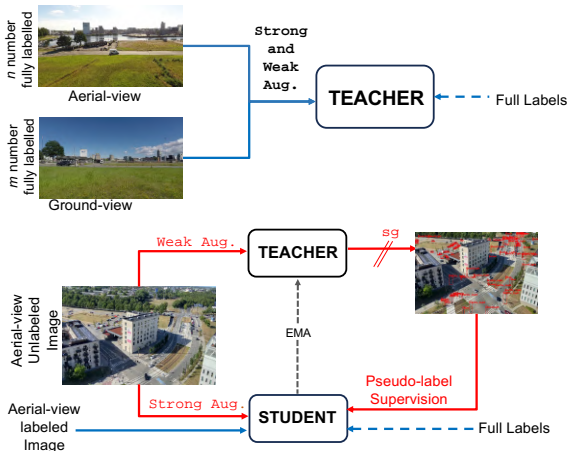 n number
fully labelled
Aerial-view
Strong
and
Weak
Aug.
TEACHER
Full Labels
m number
fully labelled
Ground-view
Weak Aug.
TEACHER
sg
Aerial-view
Unlabeled
Image
EMA
Pseudo-label
Supervision
Strong Aug.
Aerial-view
labeled
Image
STUDENT
Full Labels